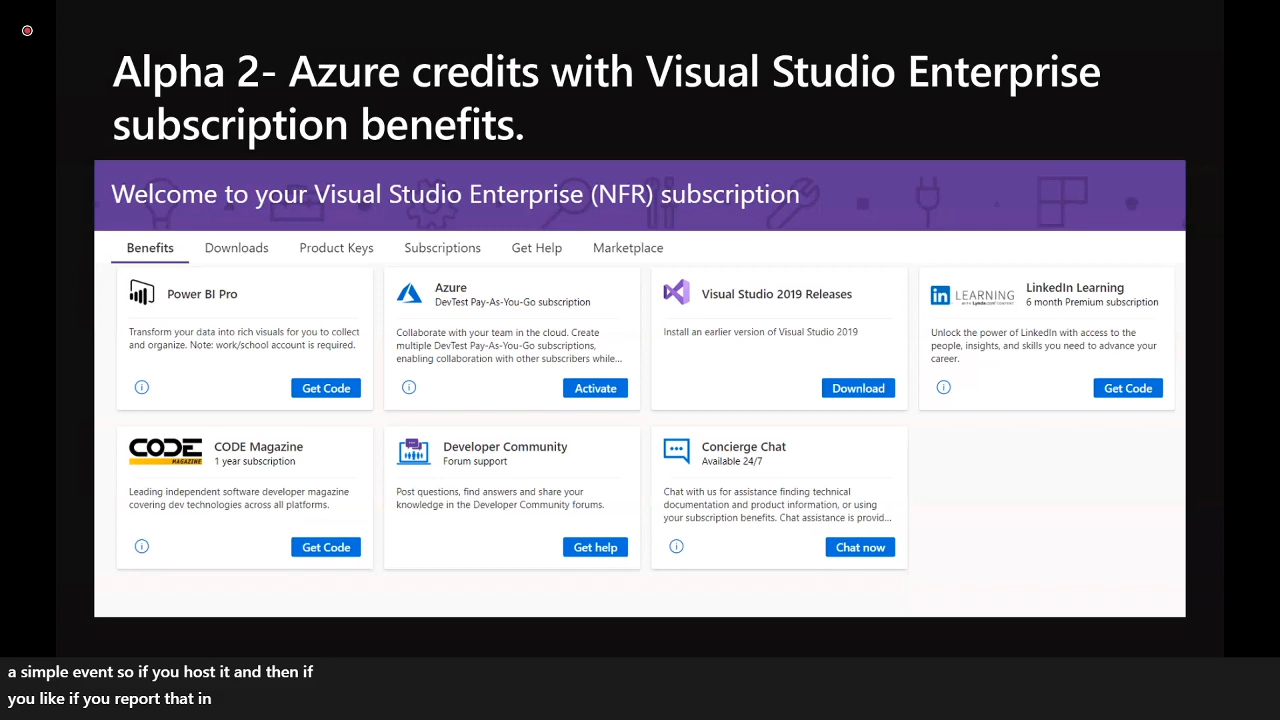 Alpha 2- Azure credits with Visual Studio Enterprise
subscription benefits.
Welcome to your Visual Studio Enterprise (NFR) subscription
Benefits Downloads Product Keys Subscriptions Get Help Marketplace
Power BI Pro
Transform your data into rich visuals for you to collect
and organize. Note: work/school account is required.
Get Code
Azure
DevTest Pay-As-You-Go subscription
Collaborate with your team in the cloud. Create
multiple DevTest Pay-As-You-Go subscriptions,
enabling collaboration with other subscribers while...
Activate
Visual Studio 2019 Releases
Install an earlier version of Visual Studio 2019
Download
in LEARNING
WITH Lynda.com CONTENT
LinkedIn Learning
6 month Premium subscription
Unlock the power of LinkedIn with access to the
people, insights, and skills you need to advance your
career.
Get Code
CODE
MAGAZINE
CODE Magazine
1 year subscription
Leading independent software developer magazine
covering dev technologies across all platforms.
Get Code
Developer Community
Forum support
Post questions, find answers and share your
knowledge in the Developer Community forums.
Get help
Concierge Chat
Available 24/7
Chat with us for assistance finding technical
documentation and product information, or using
your subscription benefits. Chat assistance is provid...
Chat now
a simple event so if you host it and then if
you like if you report that in